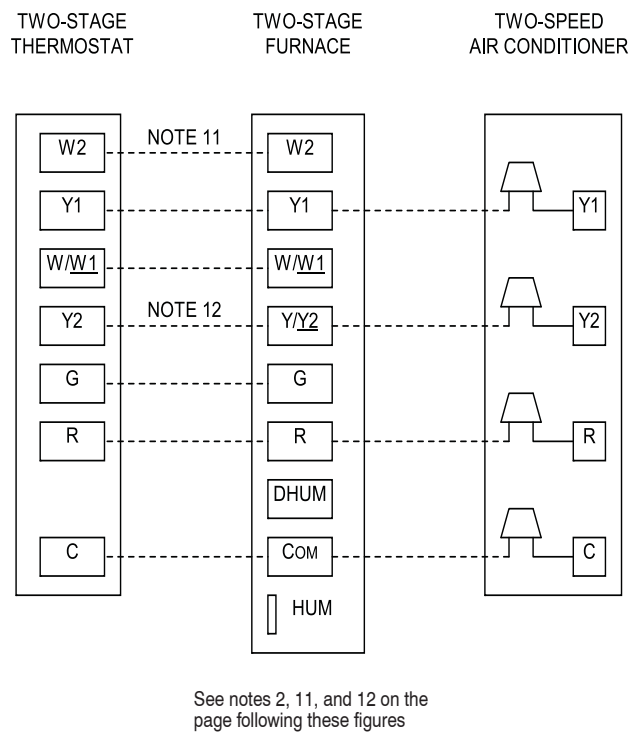 TWO-STAGE THERMOSTAT
TWO-STAGE FURNACE
TWO-SPEED AIR CONDITIONER
W2 NOTE 11 W2
Y1 Y1 Y1
W/W1 W/W1
Y2 NOTE 12 Y/Y2 Y2
G G
R R R
DHUM
C COM C
HUM
See notes 2, 11, and 12 on the
page following these figures